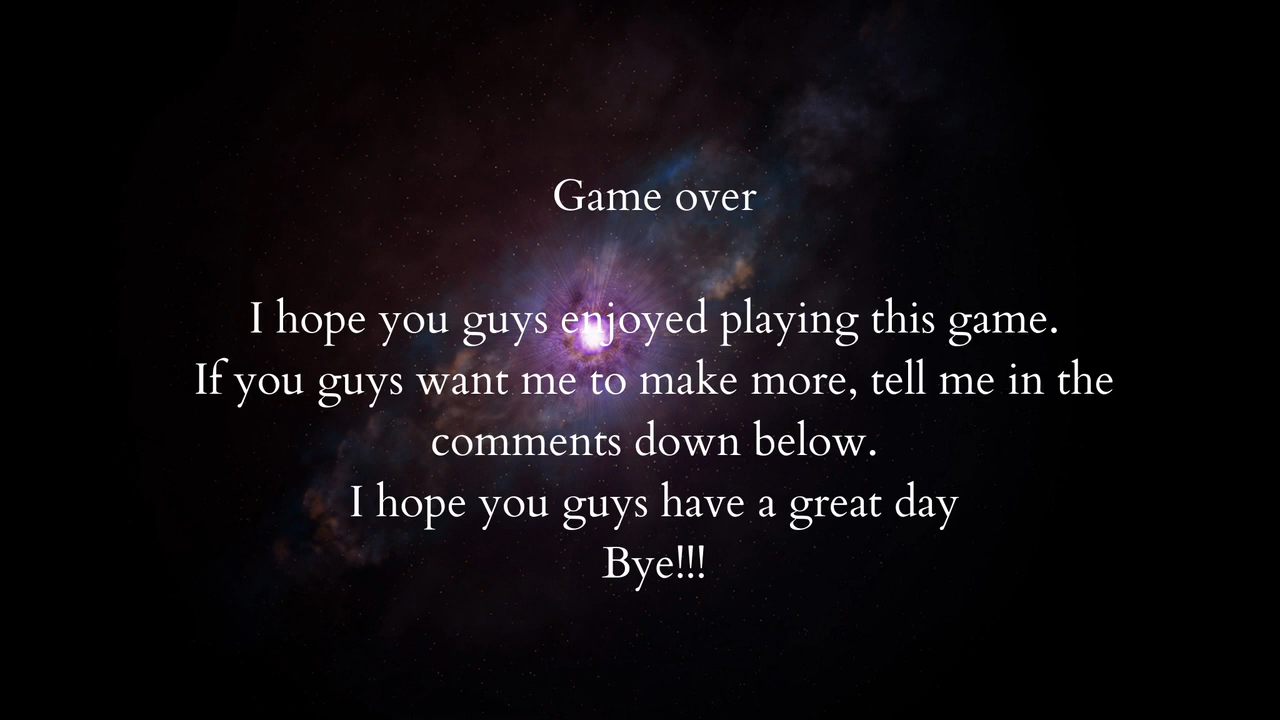 Game over
I hope you guys enjoyed playing this game.
If you guys want me to make more, tell me in the
comments down below.
I hope you guys have a great day
Bye!!!